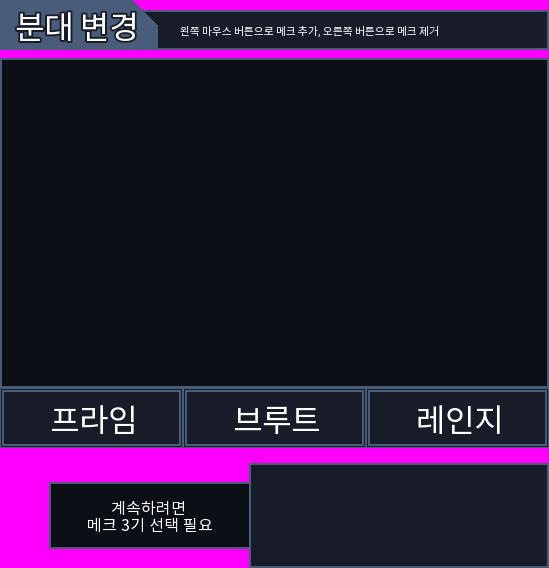 분대 변경
왼쪽 마우스 버튼으로 메크 추가, 오른쪽 버튼으로 메크 제거
프라임
브루트
레인지
계속하려면
메크 3기 선택 필요